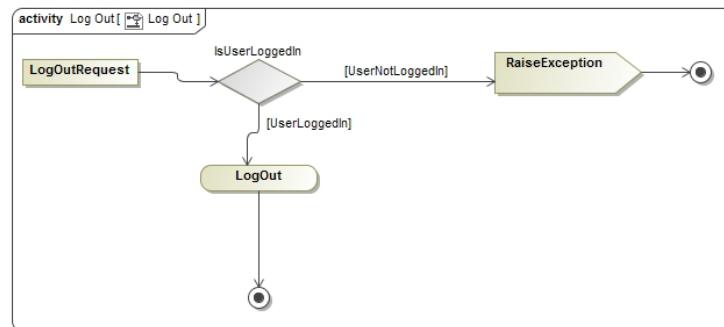 activity Log Out[ Log Out ]
IsUserLoggedIn
LogOutRequest
[UserNotLoggedIn]
RaiseException
[UserLoggedIn]
LogOut